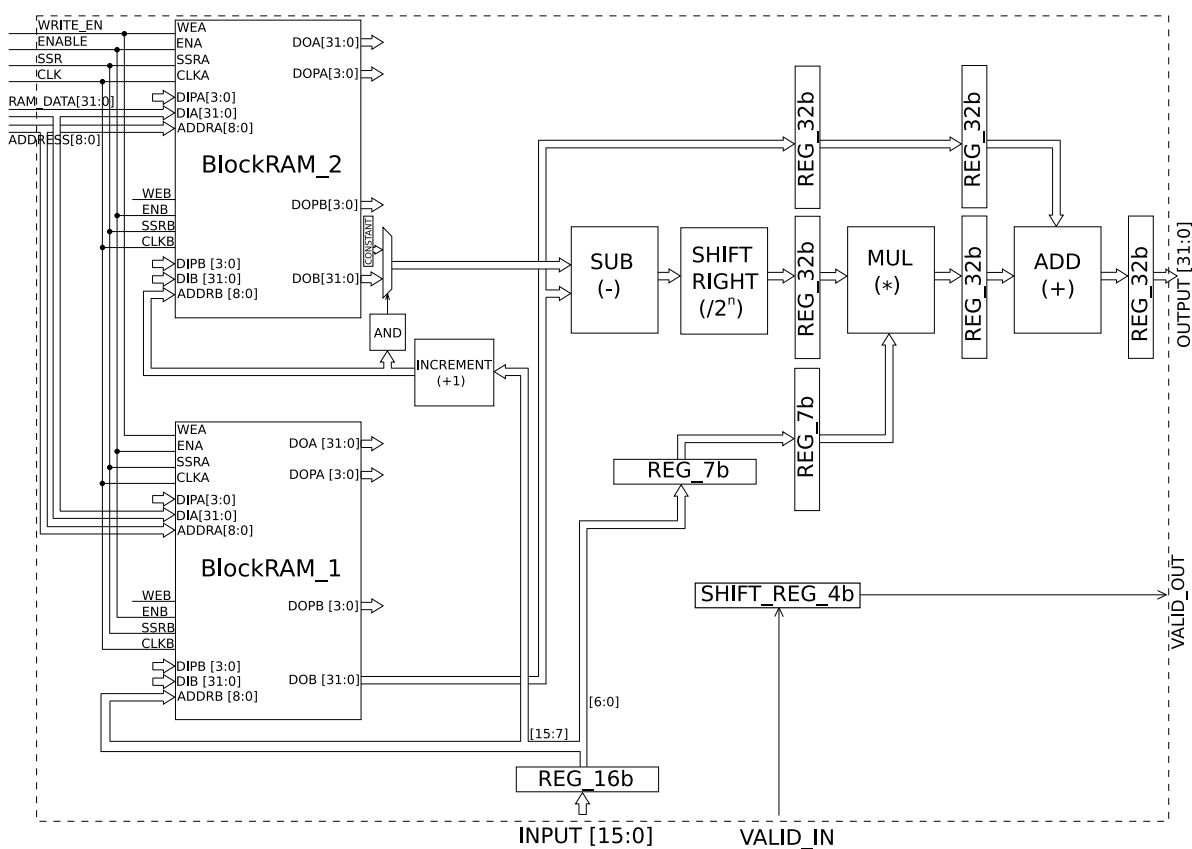 WRITE_EN
ENABLE
SSR
CLK
RAM_DATA[31:0]
ADDRESS[8:0]
WEA
ENA
SSRA
CLKA
DIPA[3:0]
DIA[31:0]
ADDRA[8:0]
DOA[31:0]
DOPA[3:0]
BlockRAM_2
WEB
ENB
SSRB
CLKB
DIPB [3:0]
DIB [31:0]
ADDRB [8:0]
DOPB[3:0]
DOB[31:0]
CONSTANT
AND
INCREMENT
(+1)
SUB
(-)
SHIFT
RIGHT
(/2ⁿ)
REG_32b
REG_32b
REG_32b
MUL
(*)
REG_32b
ADD
(+)
REG_32b
OUTPUT [31:0]
REG_7b
REG_7b
WEA
ENA
SSRA
CLKA
DIPA[3:0]
DIA[31:0]
ADDRA[8:0]
DOA [31:0]
DOPA [3:0]
BlockRAM_1
WEB
ENB
SSRB
CLKB
DIPB [3:0]
DIB [31:0]
ADDRB [8:0]
DOPB [3:0]
DOB [31:0]
SHIFT_REG_4b
VALID_OUT
[6:0]
[15:7]
REG_16b
INPUT [15:0]
VALID_IN